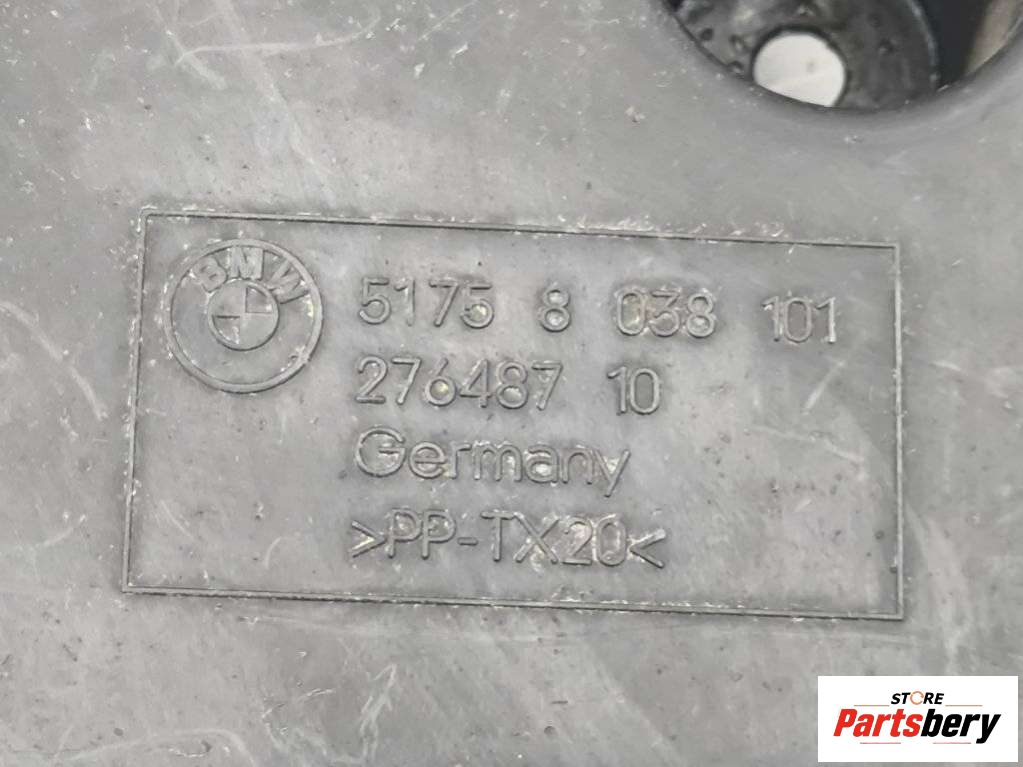 BMW
5175 8 038 101
276487 10
Germany
>PP-TX20<
STORE
Partsbery